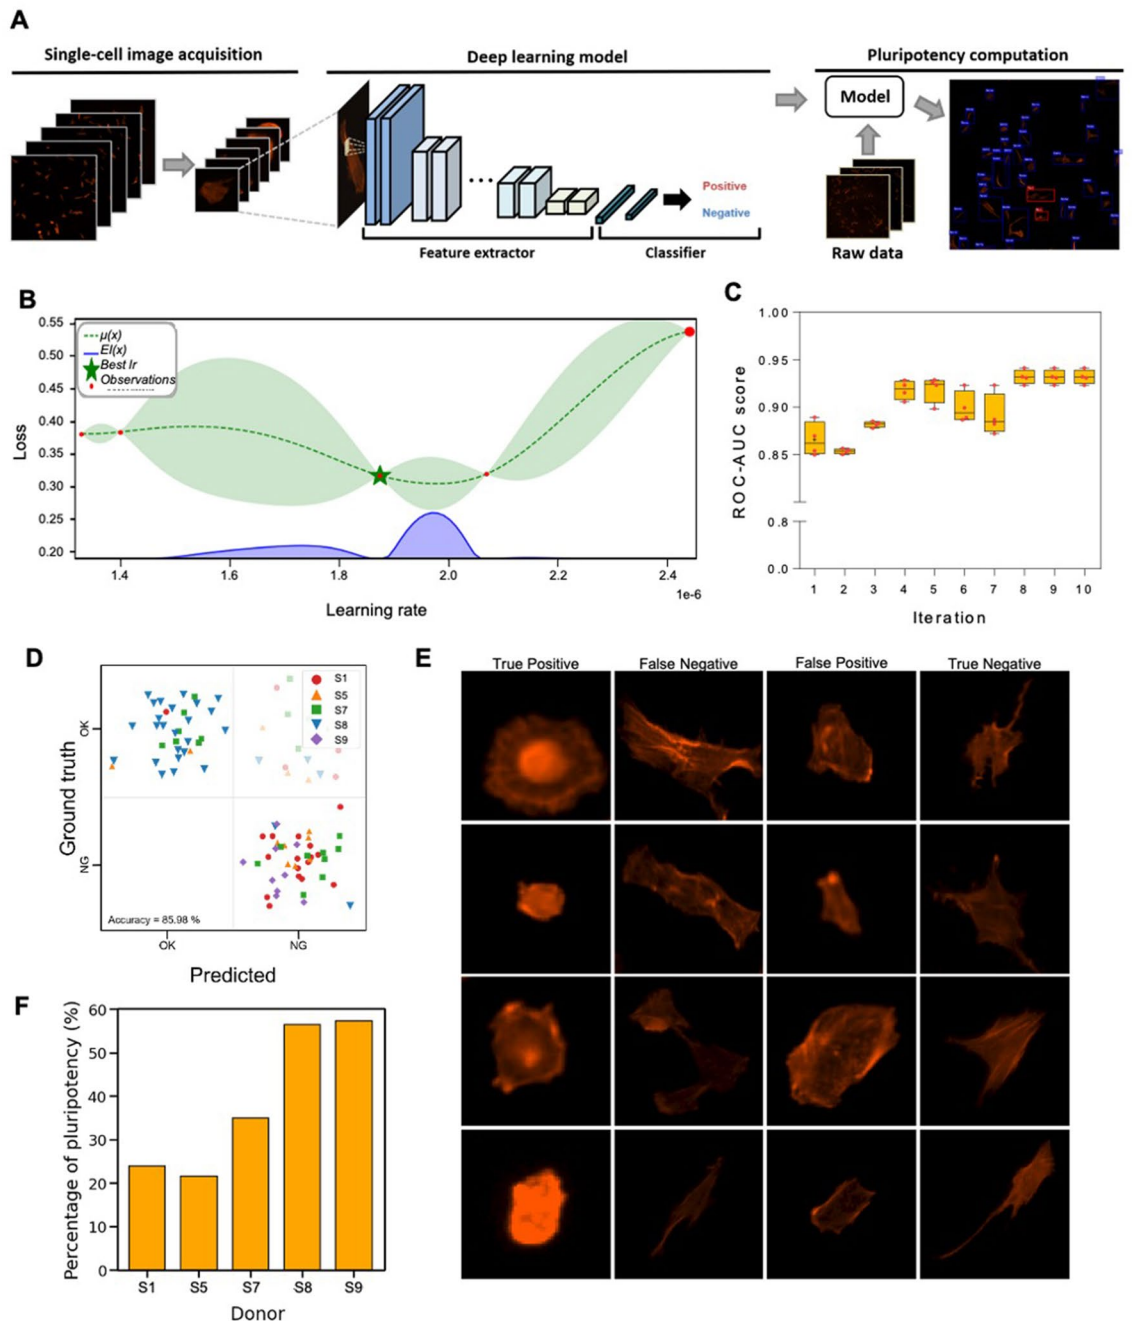 A
Single-cell image acquisition
Deep learning model
Pluripotency computation
Model
Positive
Negative
Feature extractor
Classifier
Raw data
B
0.55
0.50
0.45
0.40
0.35
0.30
0.25
0.20
Loss
μ(x)
EI(x)
Best lr
Observations
1.4
1.6
1.8
2.0
2.2
2.4
1e-6
Learning rate
C
1.00
0.95
0.90
0.85
0.8
0.0
ROC-AUC score
1 2 3 4 5 6 7 8 9 10
Iteration
D
S1
S5
S7
S8
S9
OK
NG
Ground truth
Accuracy = 85.98 %
OK
NG
Predicted
E
True Positive
False Negative
False Positive
True Negative
F
60
50
40
30
20
10
0
Percentage of pluripotency (%)
S1
S5
S7
S8
S9
Donor